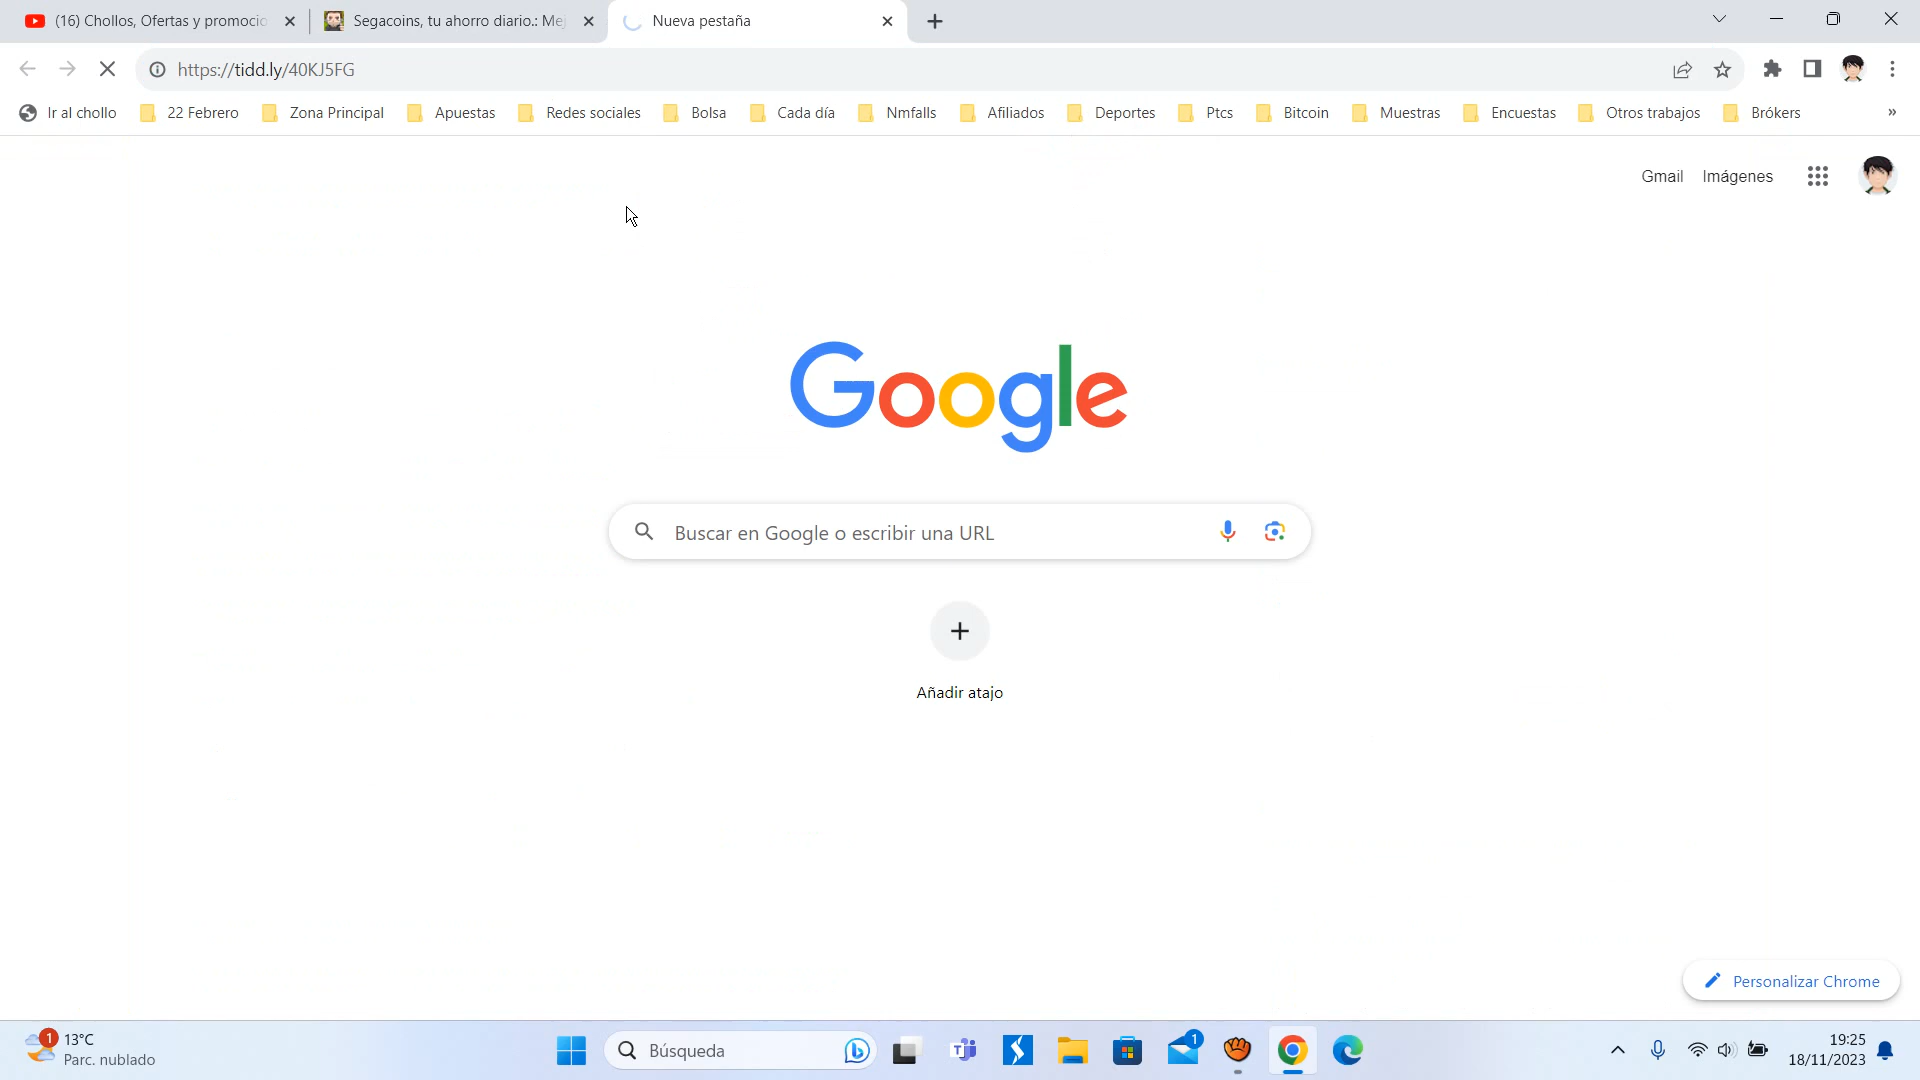 (16) Chollos, Ofertas y promocio
Segacoins, tu ahorro diario.: Mej
Nueva pestaña
https://tidd.ly/40KJ5FG
Ir al chollo
22 Febrero
Zona Principal
Apuestas
Redes sociales
Bolsa
Cada día
Nmfalls
Afiliados
Deportes
Ptcs
Bitcoin
Muestras
Encuestas
Otros trabajos
Brókers
»
Gmail
Imágenes
Google
Buscar en Google o escribir una URL
Añadir atajo
Personalizar Chrome
1
13°C
Parc. nublado
Búsqueda
1
19:25
18/11/2023